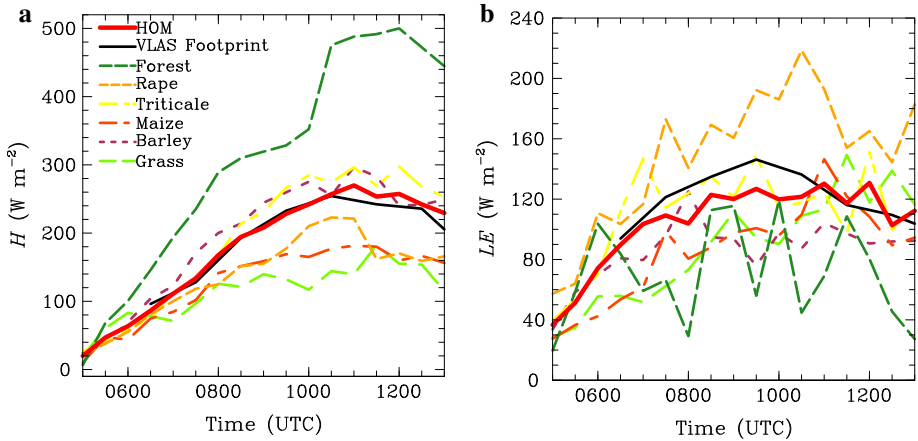 a
500
400
300
200
100
0
H (W m−2)
HOM
VLAS Footprint
Forest
Rape
Triticale
Maize
Barley
Grass
0600 0800 1000 1200
Time (UTC)
b
240
200
160
120
80
40
0
LE (W m−2)
0600 0800 1000 1200
Time (UTC)